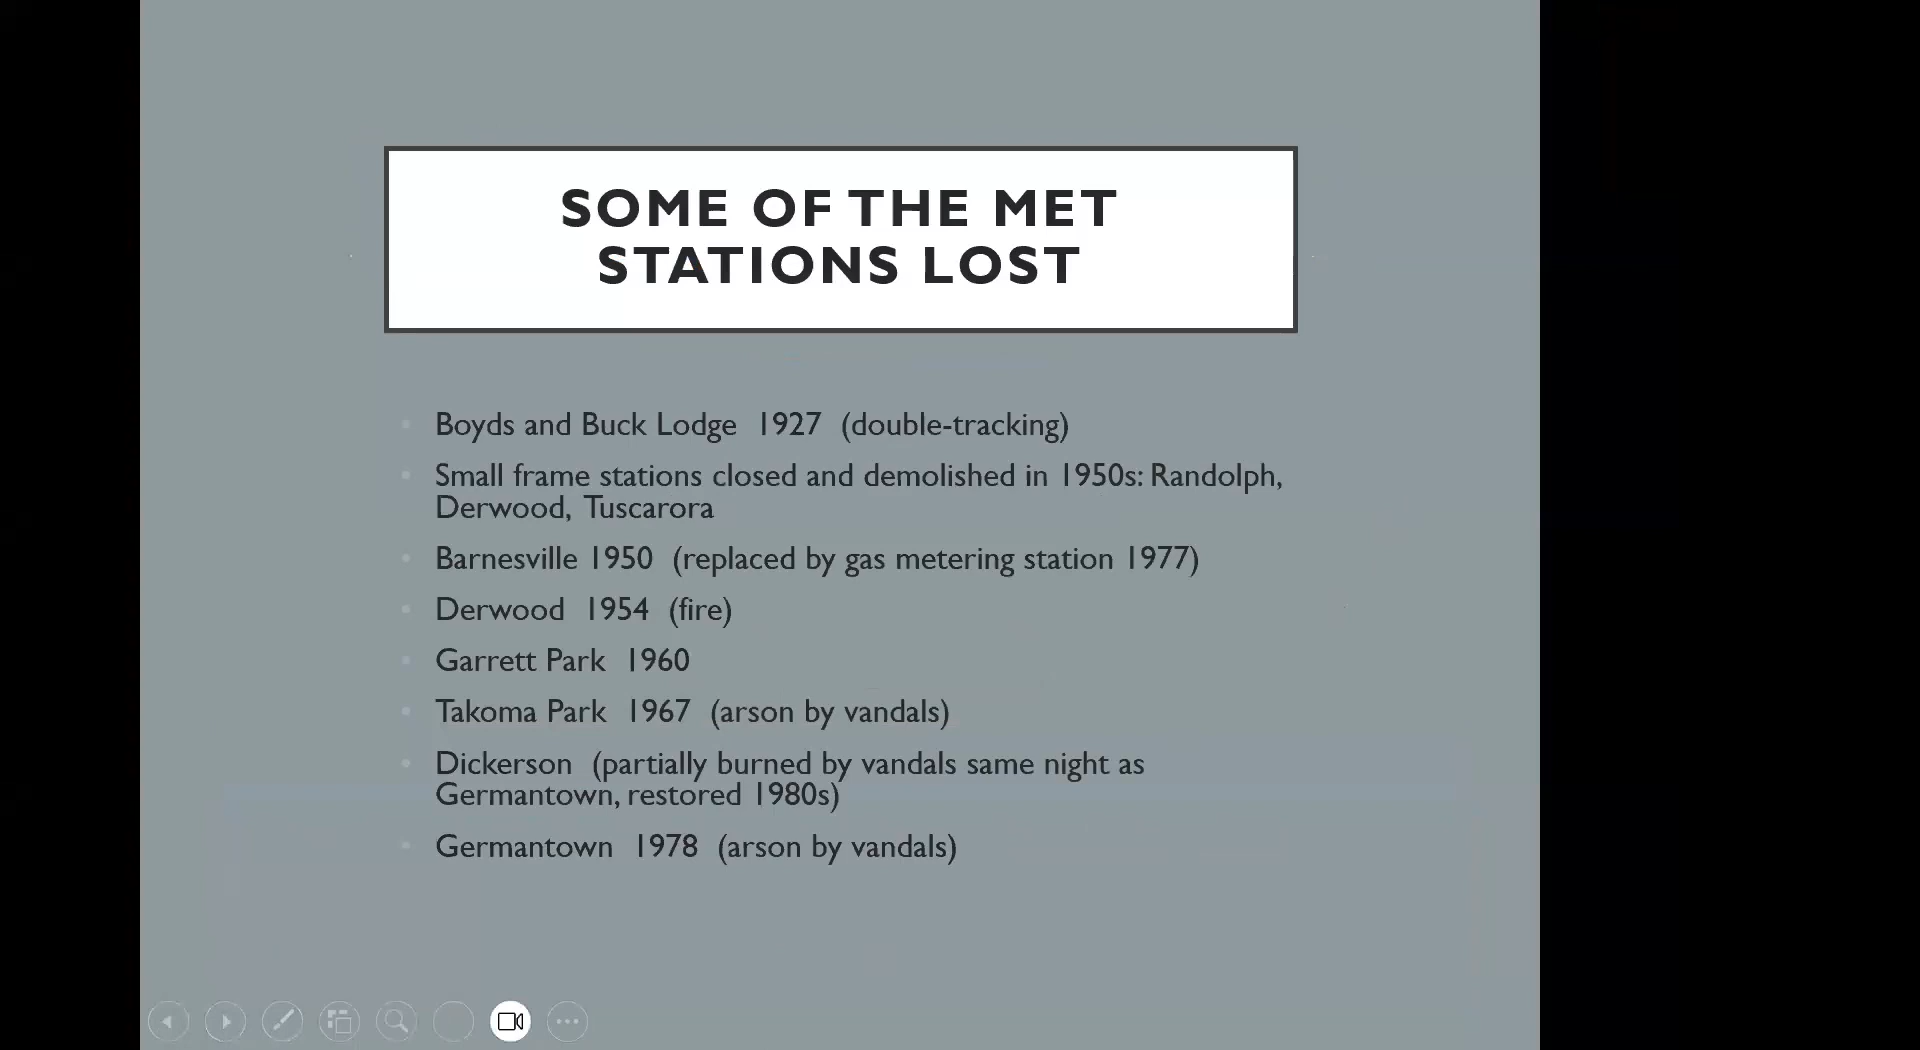 SOME OF THE MET
STATIONS LOST
Boyds and Buck Lodge 1927 (double-tracking)
Small frame stations closed and demolished in 1950s: Randolph,
Derwood, Tuscarora
Barnesville 1950 (replaced by gas metering station 1977)
Derwood 1954 (fire)
Garrett Park 1960
Takoma Park 1967 (arson by vandals)
Dickerson (partially burned by vandals same night as
Germantown, restored 1980s)
Germantown 1978 (arson by vandals)